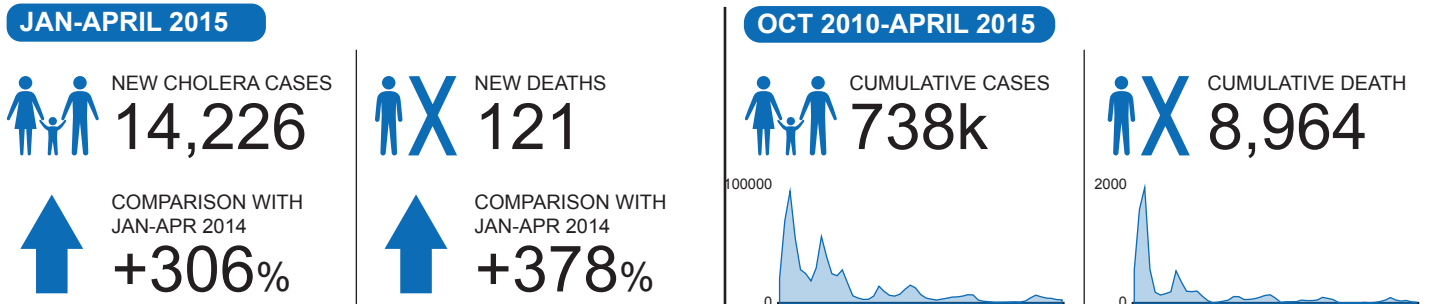 JAN-APRIL 2015
NEW CHOLERA CASES
14,226
COMPARISON WITH
JAN-APR 2014
+306%
NEW DEATHS
121
COMPARISON WITH
JAN-APR 2014
+378%
OCT 2010-APRIL 2015
CUMULATIVE CASES
738k
100000
0
CUMULATIVE DEATH
8,964
2000
0